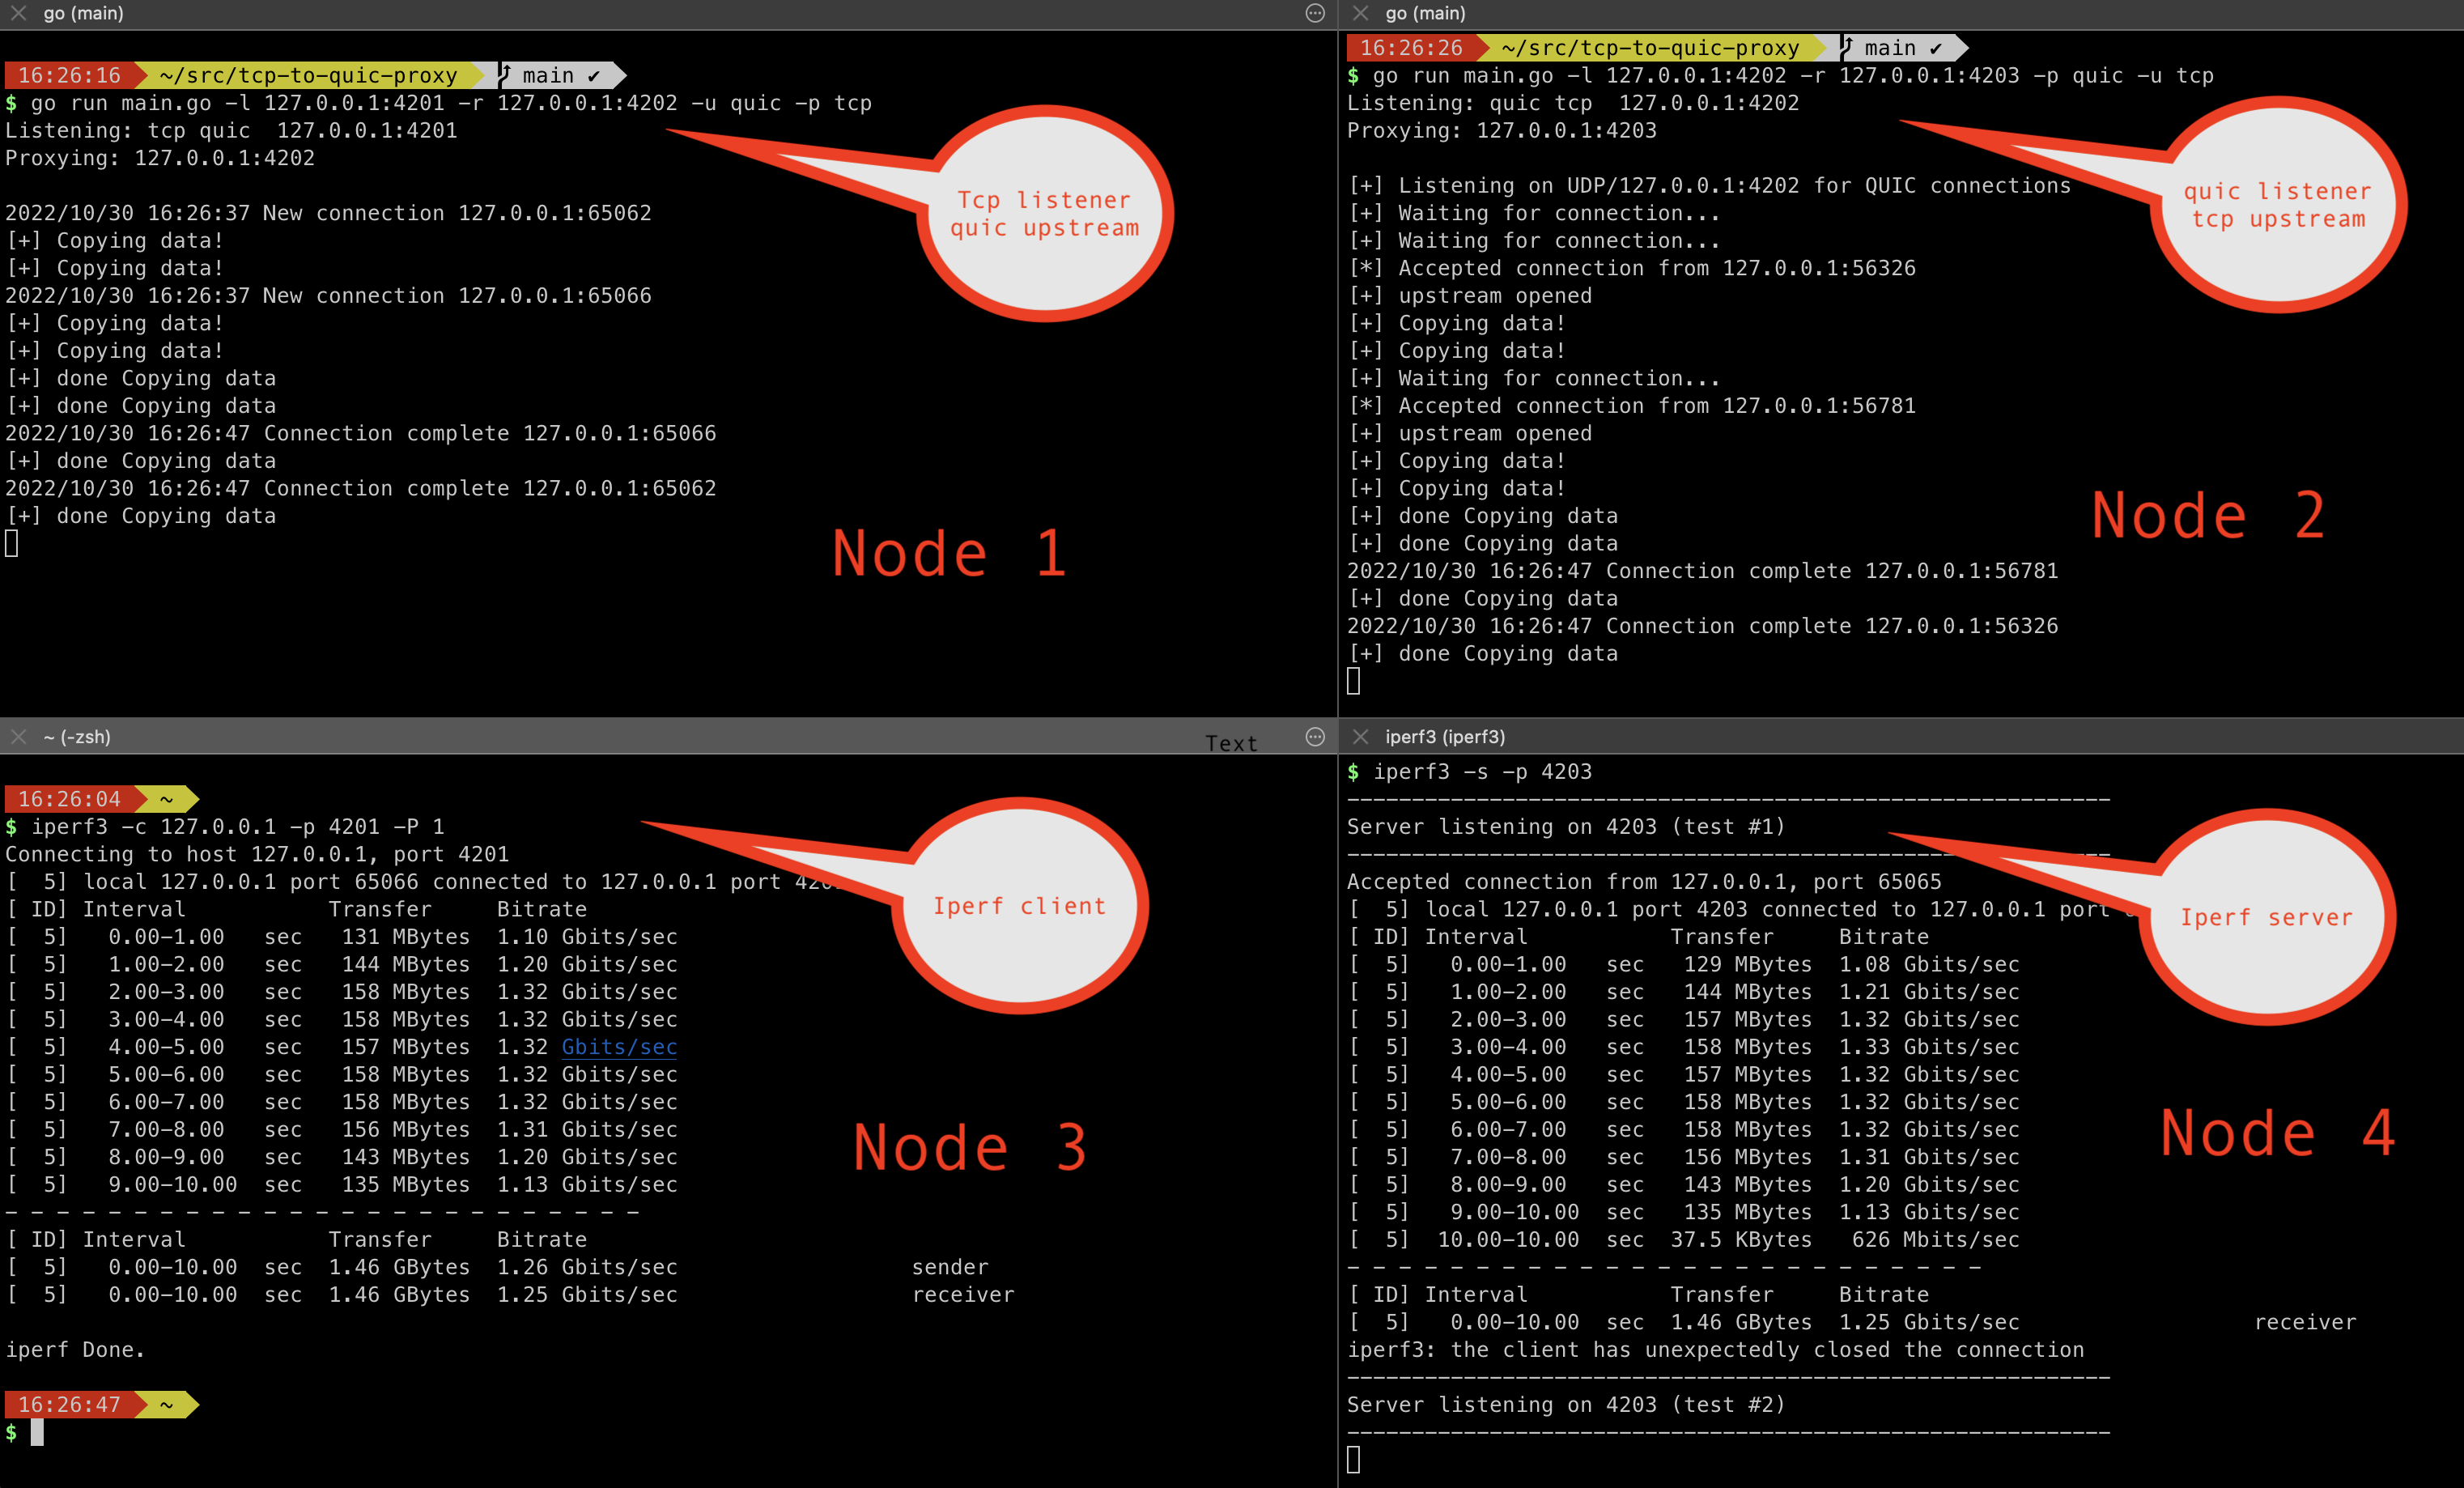 go (main)
16:26:16 ~/src/tcp-to-quic-proxy main ✔
$ go run main.go -l 127.0.0.1:4201 -r 127.0.0.1:4202 -u quic -p tcp
Listening: tcp quic  127.0.0.1:4201
Proxying: 127.0.0.1:4202
2022/10/30 16:26:37 New connection 127.0.0.1:65062
[+] Copying data!
[+] Copying data!
2022/10/30 16:26:37 New connection 127.0.0.1:65066
[+] Copying data!
[+] Copying data!
[+] done Copying data
[+] done Copying data
2022/10/30 16:26:47 Connection complete 127.0.0.1:65066
[+] done Copying data
2022/10/30 16:26:47 Connection complete 127.0.0.1:65062
[+] done Copying data
Tcp listener
quic upstream
Node 1
go (main)
16:26:26 ~/src/tcp-to-quic-proxy main ✔
$ go run main.go -l 127.0.0.1:4202 -r 127.0.0.1:4203 -p quic -u tcp
Listening: quic tcp  127.0.0.1:4202
Proxying: 127.0.0.1:4203
[+] Listening on UDP/127.0.0.1:4202 for QUIC connections
[+] Waiting for connection...
[+] Waiting for connection...
[*] Accepted connection from 127.0.0.1:56326
[+] upstream opened
[+] Copying data!
[+] Copying data!
[+] Waiting for connection...
[*] Accepted connection from 127.0.0.1:56781
[+] upstream opened
[+] Copying data!
[+] Copying data!
[+] done Copying data
[+] done Copying data
2022/10/30 16:26:47 Connection complete 127.0.0.1:56781
[+] done Copying data
2022/10/30 16:26:47 Connection complete 127.0.0.1:56326
[+] done Copying data
quic listener
tcp upstream
Node 2
~ (-zsh)
Text
16:26:04 ~
$ iperf3 -c 127.0.0.1 -p 4201 -P 1
Connecting to host 127.0.0.1, port 4201
[  5] local 127.0.0.1 port 65066 connected to 127.0.0.1 port
[ ID] Interval           Transfer     Bitrate
[  5]   0.00-1.00   sec   131 MBytes  1.10 Gbits/sec
[  5]   1.00-2.00   sec   144 MBytes  1.20 Gbits/sec
[  5]   2.00-3.00   sec   158 MBytes  1.32 Gbits/sec
[  5]   3.00-4.00   sec   158 MBytes  1.32 Gbits/sec
[  5]   4.00-5.00   sec   157 MBytes  1.32 Gbits/sec
[  5]   5.00-6.00   sec   158 MBytes  1.32 Gbits/sec
[  5]   6.00-7.00   sec   158 MBytes  1.32 Gbits/sec
[  5]   7.00-8.00   sec   156 MBytes  1.31 Gbits/sec
[  5]   8.00-9.00   sec   143 MBytes  1.20 Gbits/sec
[  5]   9.00-10.00  sec   135 MBytes  1.13 Gbits/sec
- - - - - - - - - - - - - - - - - - - - - - - - -
[ ID] Interval           Transfer     Bitrate
[  5]   0.00-10.00  sec  1.46 GBytes  1.26 Gbits/sec                  sender
[  5]   0.00-10.00  sec  1.46 GBytes  1.25 Gbits/sec                  receiver
iperf Done.
16:26:47 ~
$
Iperf client
Node 3
iperf3 (iperf3)
$ iperf3 -s -p 4203
-----------------------------------------------------------
Server listening on 4203 (test #1)
-----------------------------------------------------------
Accepted connection from 127.0.0.1, port 65065
[  5] local 127.0.0.1 port 4203 connected to 127.0.0.1 port
[ ID] Interval           Transfer     Bitrate
[  5]   0.00-1.00   sec   129 MBytes  1.08 Gbits/sec
[  5]   1.00-2.00   sec   144 MBytes  1.21 Gbits/sec
[  5]   2.00-3.00   sec   157 MBytes  1.32 Gbits/sec
[  5]   3.00-4.00   sec   158 MBytes  1.33 Gbits/sec
[  5]   4.00-5.00   sec   157 MBytes  1.32 Gbits/sec
[  5]   5.00-6.00   sec   158 MBytes  1.32 Gbits/sec
[  5]   6.00-7.00   sec   158 MBytes  1.32 Gbits/sec
[  5]   7.00-8.00   sec   156 MBytes  1.31 Gbits/sec
[  5]   8.00-9.00   sec   143 MBytes  1.20 Gbits/sec
[  5]   9.00-10.00  sec   135 MBytes  1.13 Gbits/sec
[  5]  10.00-10.00  sec  37.5 KBytes   626 Mbits/sec
- - - - - - - - - - - - - - - - - - - - - - - - -
[ ID] Interval           Transfer     Bitrate
[  5]   0.00-10.00  sec  1.46 GBytes  1.25 Gbits/sec                  receiver
iperf3: the client has unexpectedly closed the connection
-----------------------------------------------------------
Server listening on 4203 (test #2)
-----------------------------------------------------------
Iperf server
Node 4